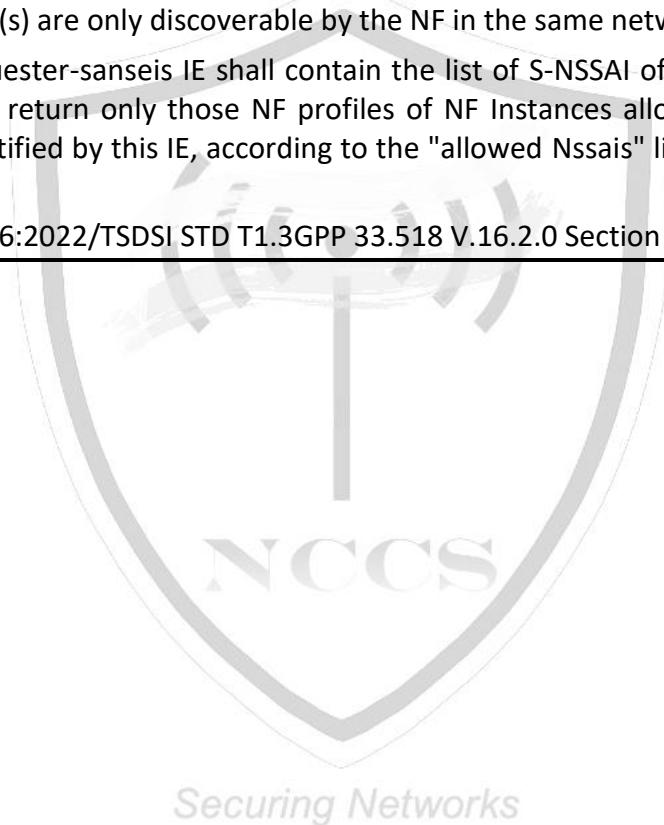 (s) are only discoverable by the NF in the same netw
uester-sanseis IE shall contain the list of S-NSSAI of
return only those NF profiles of NF Instances allo
tified by this IE, according to the "allowed Nssais" li
6:2022/TSDSI STD T1.3GPP 33.518 V.16.2.0 Section
NCCS
Securing Networks